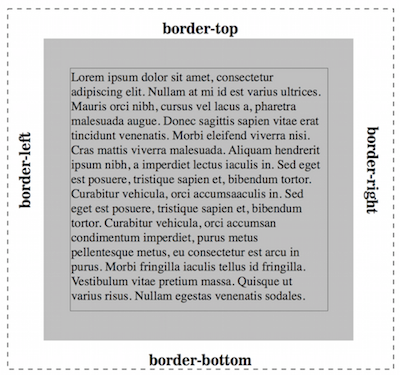 border-top
border-left
Lorem ipsum dolor sit amet, consectetur
adipiscing elit. Nullam at mi id est varius ultrices.
Mauris orci nibh, cursus vel lacus a, pharetra
malesuada augue. Donec sagittis sapien vitae erat
tincidunt venenatis. Morbi eleifend viverra nisi.
Cras mattis viverra malesuada. Aliquam hendrerit
ipsum nibh, a imperdiet lectus iaculis in. Sed eget
est posuere, tristique sapien et, bibendum tortor.
Curabitur vehicula, orci accumsaaculis in. Sed
eget est posuere, tristique sapien et, bibendum
tortor. Curabitur vehicula, orci accumsan
condimentum imperdiet, purus metus
pellentesque metus, eu consectetur est arcu in
purus. Morbi fringilla iaculis tellus id fringilla.
Vestibulum vitae pretium massa. Quisque ut
varius risus. Nullam egestas venenatis sodales.
border-right
border-bottom